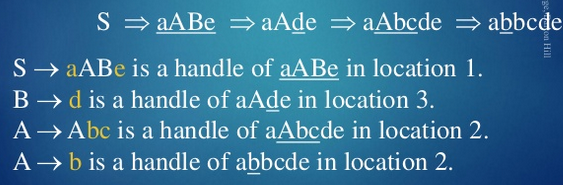 S ⇒ aABe ⇒ aAde ⇒ aAbcde ⇒ abbcde
S → aABe is a handle of aABe in location 1.
B → d is a handle of aAde in location 3.
A → Abc is a handle of aAbcde in location 2.
A → b is a handle of abbcde in location 2.